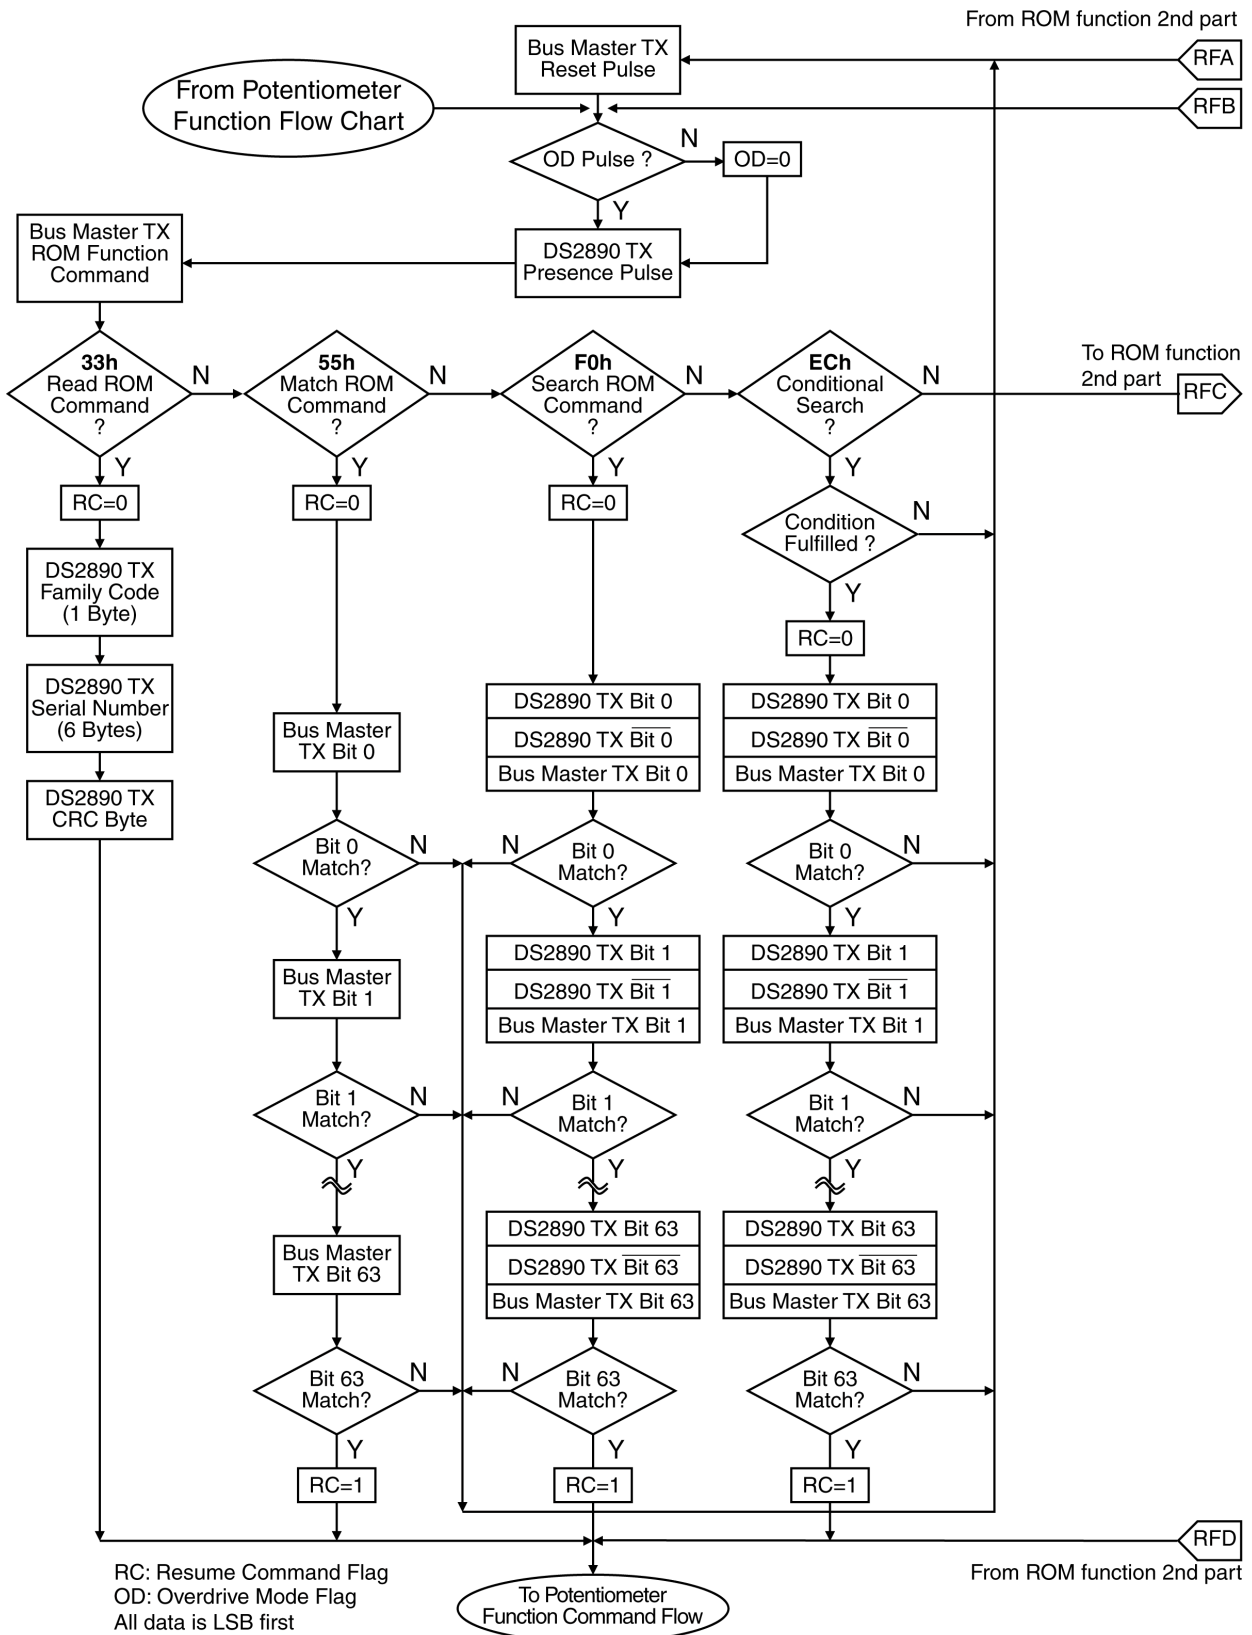 From ROM function 2nd part
Bus Master TX
Reset Pulse
RFA
From Potentiometer
Function Flow Chart
RFB
OD Pulse ?
N
OD=0
Y
Bus Master TX
ROM Function
Command
DS2890 TX
Presence Pulse
33h
Read ROM
Command
?
N
55h
Match ROM
Command
?
N
F0h
Search ROM
Command
?
N
ECh
Conditional
Search
?
N
To ROM function
2nd part
RFC
Y
Y
Y
Y
RC=0
RC=0
RC=0
Condition
Fulfilled ?
N
Y
RC=0
DS2890 TX
Family Code
(1 Byte)
DS2890 TX
Serial Number
(6 Bytes)
DS2890 TX
CRC Byte
Bus Master
TX Bit 0
DS2890 TX Bit 0
DS2890 TX B̅i̅t̅ ̅0̅
Bus Master TX Bit 0
DS2890 TX Bit 0
DS2890 TX B̅i̅t̅ ̅0̅
Bus Master TX Bit 0
Bit 0
Match?
N
N
Bit 0
Match?
Bit 0
Match?
N
Y
Y
Y
Bus Master
TX Bit 1
DS2890 TX Bit 1
DS2890 TX B̅i̅t̅ ̅1̅
Bus Master TX Bit 1
DS2890 TX Bit 1
DS2890 TX B̅i̅t̅ ̅1̅
Bus Master TX Bit 1
Bit 1
Match?
N
N
Bit 1
Match?
Bit 1
Match?
N
Y
Y
Y
Bus Master
TX Bit 63
DS2890 TX Bit 63
DS2890 TX B̅i̅t̅ ̅6̅3̅
Bus Master TX Bit 63
DS2890 TX Bit 63
DS2890 TX B̅i̅t̅ ̅6̅3̅
Bus Master TX Bit 63
Bit 63
Match?
N
N
Bit 63
Match?
Bit 63
Match?
N
Y
Y
Y
RC=1
RC=1
RC=1
RFD
From ROM function 2nd part
RC: Resume Command Flag
OD: Overdrive Mode Flag
All data is LSB first
To Potentiometer
Function Command Flow